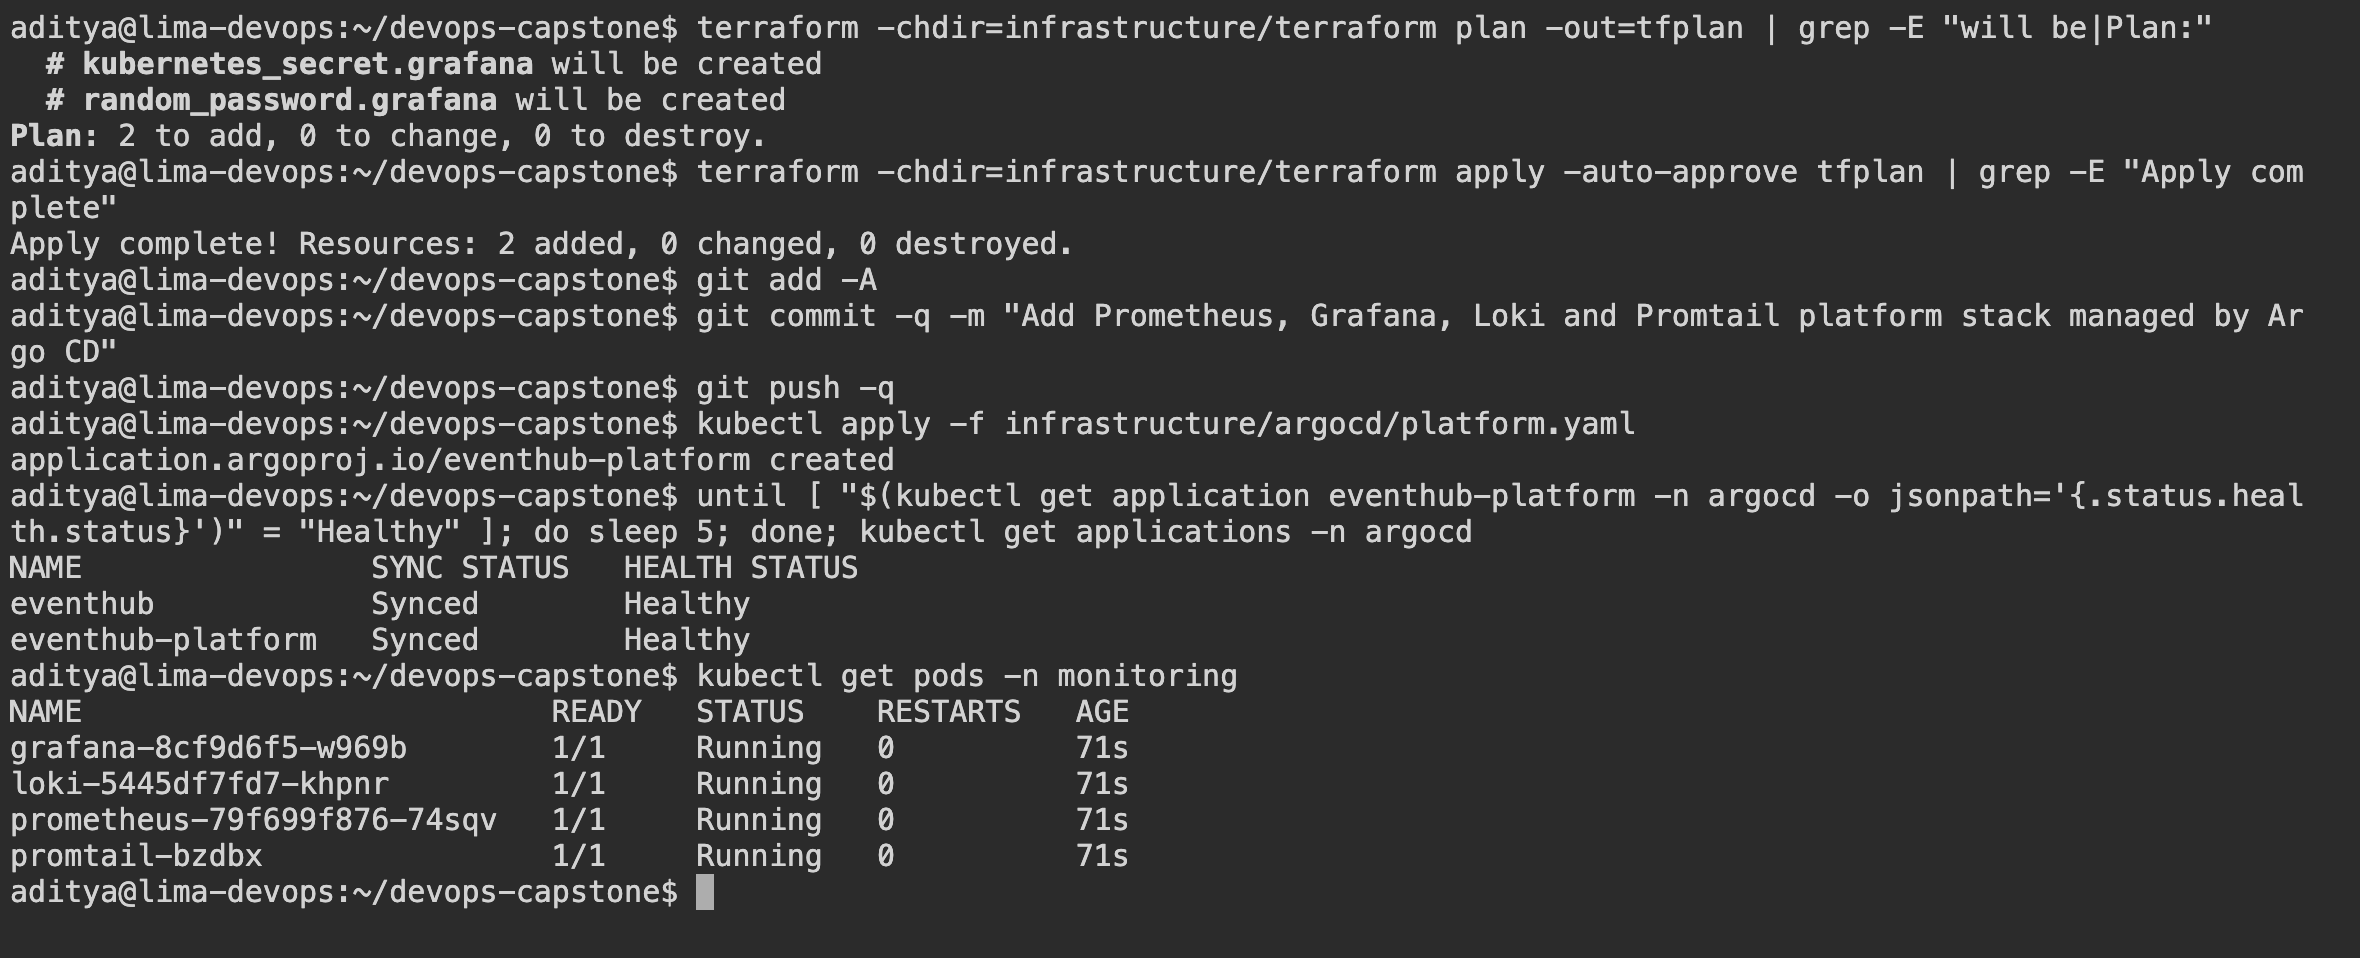 aditya@lima-devops:~/devops-capstone$ terraform -chdir=infrastructure/terraform plan -out=tfplan | grep -E "will be|Plan:"
  # kubernetes_secret.grafana will be created
  # random_password.grafana will be created
Plan: 2 to add, 0 to change, 0 to destroy.
aditya@lima-devops:~/devops-capstone$ terraform -chdir=infrastructure/terraform apply -auto-approve tfplan | grep -E "Apply com
plete"
Apply complete! Resources: 2 added, 0 changed, 0 destroyed.
aditya@lima-devops:~/devops-capstone$ git add -A
aditya@lima-devops:~/devops-capstone$ git commit -q -m "Add Prometheus, Grafana, Loki and Promtail platform stack managed by Ar
go CD"
aditya@lima-devops:~/devops-capstone$ git push -q
aditya@lima-devops:~/devops-capstone$ kubectl apply -f infrastructure/argocd/platform.yaml
application.argoproj.io/eventhub-platform created
aditya@lima-devops:~/devops-capstone$ until [ "$(kubectl get application eventhub-platform -n argocd -o jsonpath='{.status.heal
th.status}')" = "Healthy" ]; do sleep 5; done; kubectl get applications -n argocd
NAME                SYNC STATUS   HEALTH STATUS
eventhub            Synced        Healthy
eventhub-platform   Synced        Healthy
aditya@lima-devops:~/devops-capstone$ kubectl get pods -n monitoring
NAME                          READY   STATUS    RESTARTS   AGE
grafana-8cf9d6f5-w969b        1/1     Running   0          71s
loki-5445df7fd7-khpnr         1/1     Running   0          71s
prometheus-79f699f876-74sqv   1/1     Running   0          71s
promtail-bzdbx                1/1     Running   0          71s
aditya@lima-devops:~/devops-capstone$